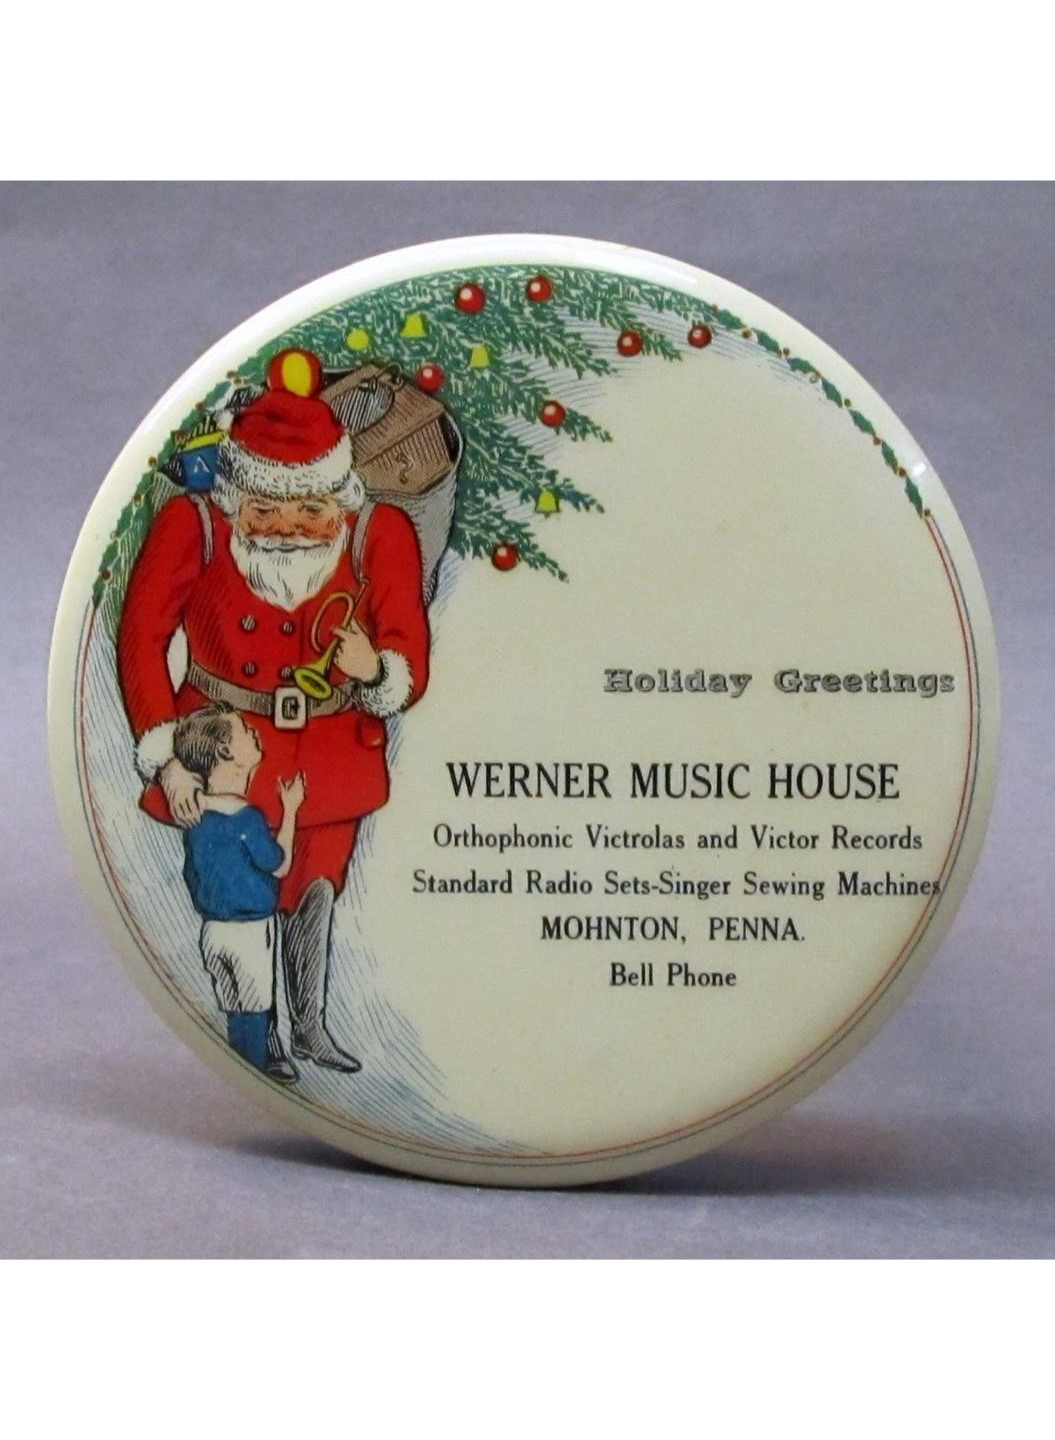 Holiday Greetings
WERNER MUSIC HOUSE
Orthophonic Victrolas and Victor Records
Standard Radio Sets-Singer Sewing Machines
MOHNTON, PENNA.
Bell Phone
A